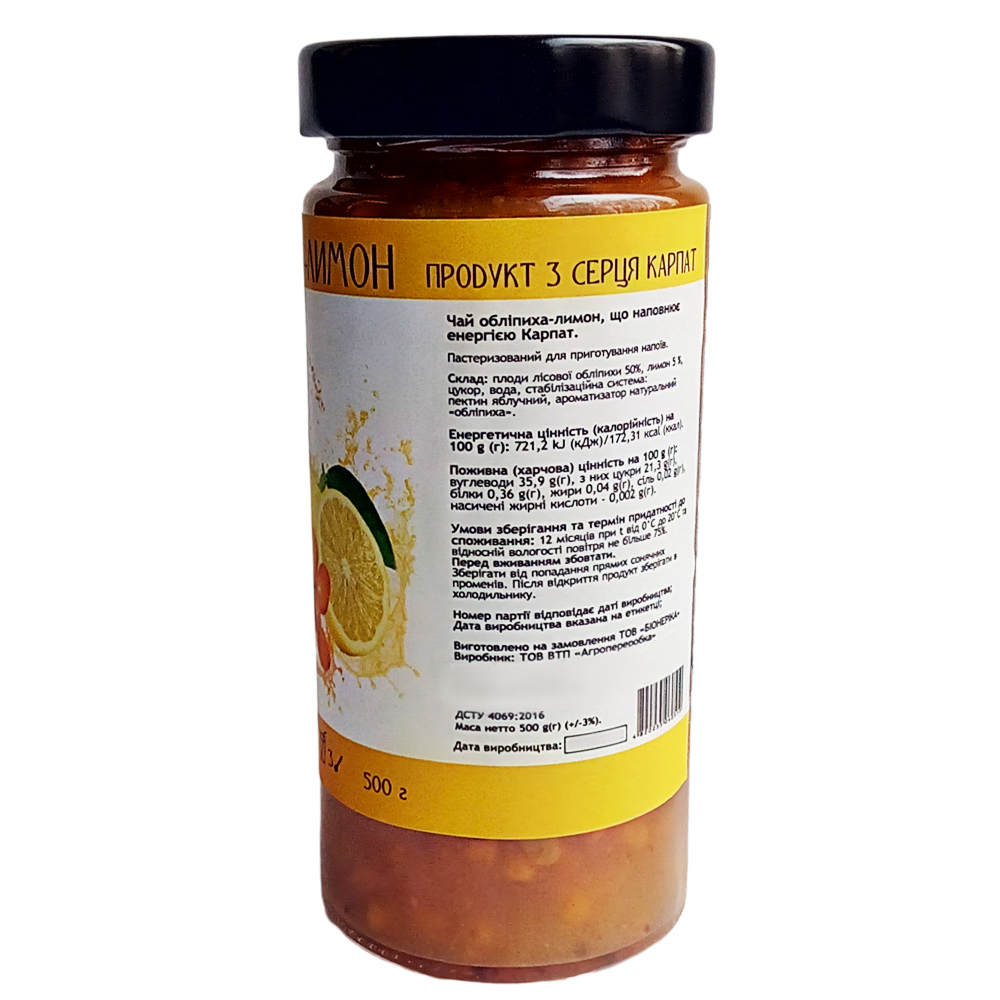 ЛИМОН
ПРОДУКТ З СЕРЦЯ КАРПАТ
Чай обліпиха-лимон, що наповнює
енергією Карпат.
Пастеризований для приготування напоїв.
Склад: плоди лісової обліпихи 50%, лимон 5 %,
цукор, вода, стабілізаційна система:
пектин яблучний, ароматизатор натуральний
«обліпиха».
Енергетична цінність (калорійність) на
100 g (г): 721,2 kJ (кДж)/172,31 kcal (ккал).
Поживна (харчова) цінність на 100 g (г):
вуглеводи 35,9 g(г), з них цукри 21,3 g(г),
білки 0,36 g(г), жири 0,04 g(г), сіль 0,02 g(г),
насичені жирні кислоти - 0,002 g(г).
Умови зберігання та термін придатності до
споживання: 12 місяців при t від 0°С до 20°С та
відносній вологості повітря не більше 75%.
Перед вживанням збовтати.
Зберігати від попадання прямих сонячних
променів. Після відкриття продукт зберігати в
холодильнику.
Номер партії відповідає даті виробництва;
Дата виробництва вказана на етикетці;
Виготовлено на замовлення ТОВ «БІОНЕРІКА»
Виробник: ТОВ ВТП «Агропереробка»
ДСТУ 4069:2016
Маса нетто 500 g(г) (+/-3%).
Дата виробництва:
500 г